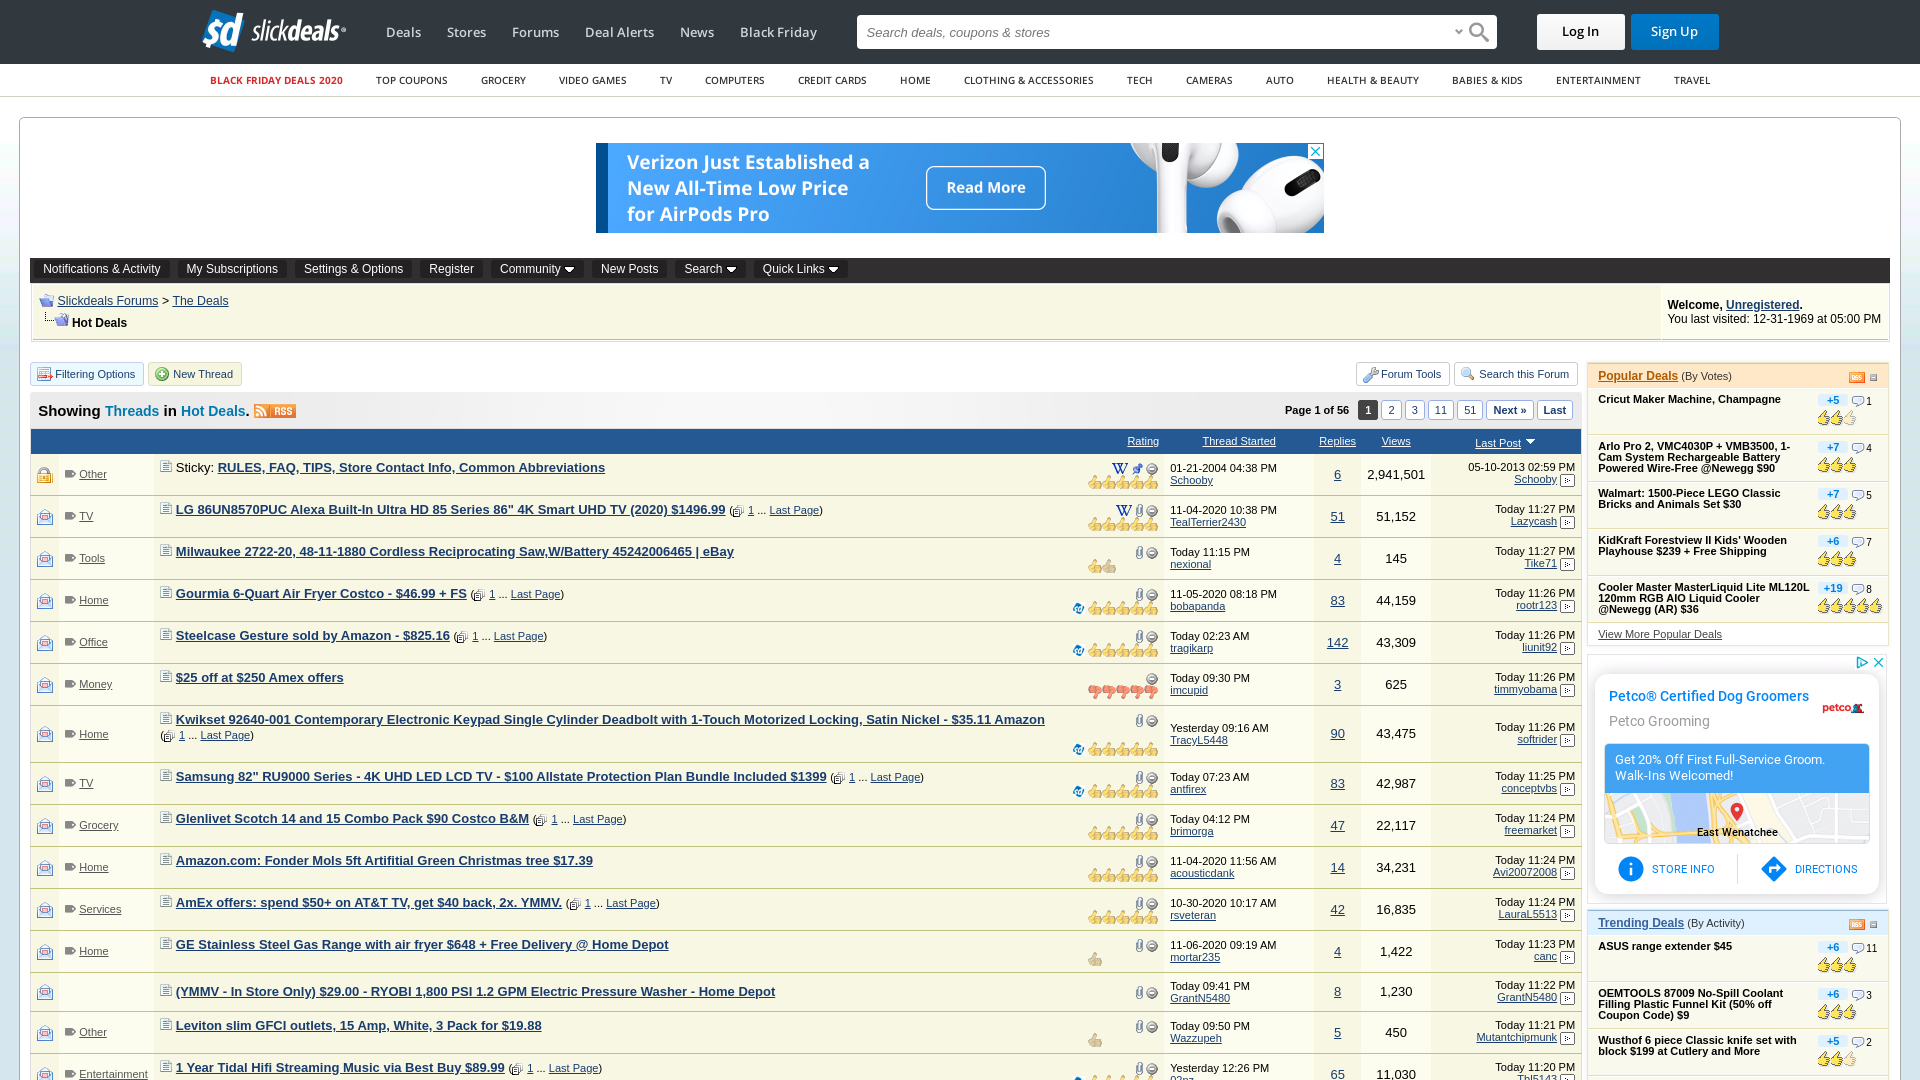 slickdeals
Deals Stores Forums Deal Alerts News Black Friday
Search deals, coupons & stores
Log In Sign Up
BLACK FRIDAY DEALS 2020 TOP COUPONS GROCERY VIDEO GAMES TV COMPUTERS CREDIT CARDS HOME CLOTHING & ACCESSORIES TECH CAMERAS AUTO HEALTH & BEAUTY BABIES & KIDS ENTERTAINMENT TRAVEL
Verizon Just Established a
New All-Time Low Price
for AirPods Pro
Read More
Notifications & Activity My Subscriptions Settings & Options Register Community New Posts Search Quick Links
Slickdeals Forums > The Deals
Hot Deals
Welcome, Unregistered.
You last visited: 12-31-1969 at 05:00 PM
Filtering Options New Thread Forum Tools Search this Forum
Showing Threads in Hot Deals. RSS
Page 1 of 56 1 2 3 11 51 Next » Last
Rating Thread Started Replies Views Last Post
Other Sticky: RULES, FAQ, TIPS, Store Contact Info, Common Abbreviations 01-21-2004 04:38 PM Schooby 6 2,941,501 05-10-2013 02:59 PM Schooby
TV LG 86UN8570PUC Alexa Built-In Ultra HD 85 Series 86" 4K Smart UHD TV (2020) $1496.99 ( 1 ... Last Page) 11-04-2020 10:38 PM TealTerrier2430 51 51,152 Today 11:27 PM Lazycash
Tools Milwaukee 2722-20, 48-11-1880 Cordless Reciprocating Saw,W/Battery 45242006465 | eBay Today 11:15 PM nexional 4 145 Today 11:27 PM Tike71
Home Gourmia 6-Quart Air Fryer Costco - $46.99 + FS ( 1 ... Last Page) 11-05-2020 08:18 PM bobapanda 83 44,159 Today 11:26 PM rootr123
Office Steelcase Gesture sold by Amazon - $825.16 ( 1 ... Last Page) Today 02:23 AM tragikarp 142 43,309 Today 11:26 PM liunit92
Money $25 off at $250 Amex offers Today 09:30 PM imcupid 3 625 Today 11:26 PM timmyobama
Home Kwikset 92640-001 Contemporary Electronic Keypad Single Cylinder Deadbolt with 1-Touch Motorized Locking, Satin Nickel - $35.11 Amazon
( 1 ... Last Page) Yesterday 09:16 AM TracyL5448 90 43,475 Today 11:26 PM softrider
TV Samsung 82" RU9000 Series - 4K UHD LED LCD TV - $100 Allstate Protection Plan Bundle Included $1399 ( 1 ... Last Page) Today 07:23 AM antfirex 83 42,987 Today 11:25 PM conceptvbs
Grocery Glenlivet Scotch 14 and 15 Combo Pack $90 Costco B&M ( 1 ... Last Page) Today 04:12 PM brimorga 47 22,117 Today 11:24 PM freemarket
Home Amazon.com: Fonder Mols 5ft Artifitial Green Christmas tree $17.39 11-04-2020 11:56 AM acousticdank 14 34,231 Today 11:24 PM Avi20072008
Services AmEx offers: spend $50+ on AT&T TV, get $40 back, 2x. YMMV. ( 1 ... Last Page) 10-30-2020 10:17 AM rsveteran 42 16,835 Today 11:24 PM LauraL5513
Home GE Stainless Steel Gas Range with air fryer $648 + Free Delivery @ Home Depot 11-06-2020 09:19 AM mortar235 4 1,422 Today 11:23 PM canc
(YMMV - In Store Only) $29.00 - RYOBI 1,800 PSI 1.2 GPM Electric Pressure Washer - Home Depot Today 09:41 PM GrantN5480 8 1,230 Today 11:22 PM GrantN5480
Other Leviton slim GFCI outlets, 15 Amp, White, 3 Pack for $19.88 Today 09:50 PM Wazzupeh 5 450 Today 11:21 PM Mutantchipmunk
Entertainment 1 Year Tidal Hifi Streaming Music via Best Buy $89.99 ( 1 ... Last Page) Yesterday 12:26 PM 65 11,030 Today 11:20 PM
Popular Deals (By Votes)
Cricut Maker Machine, Champagne +5 1
Arlo Pro 2, VMC4030P + VMB3500, 1-
Cam System Rechargeable Battery
Powered Wire-Free @Newegg $90 +7 4
Walmart: 1500-Piece LEGO Classic
Bricks and Animals Set $30 +7 5
KidKraft Forestview II Kids' Wooden
Playhouse $239 + Free Shipping +6 7
Cooler Master MasterLiquid Lite ML120L
120mm RGB AIO Liquid Cooler
@Newegg (AR) $36 +19 8
View More Popular Deals
Petco® Certified Dog Groomers
Petco Grooming
petco
Get 20% Off First Full-Service Groom.
Walk-Ins Welcomed!
East Wenatchee
STORE INFO DIRECTIONS
Trending Deals (By Activity)
ASUS range extender $45 +6 11
OEMTOOLS 87009 No-Spill Coolant
Filling Plastic Funnel Kit (50% off
Coupon Code) $9 +6 3
Wusthof 6 piece Classic knife set with
block $199 at Cutlery and More +5 2